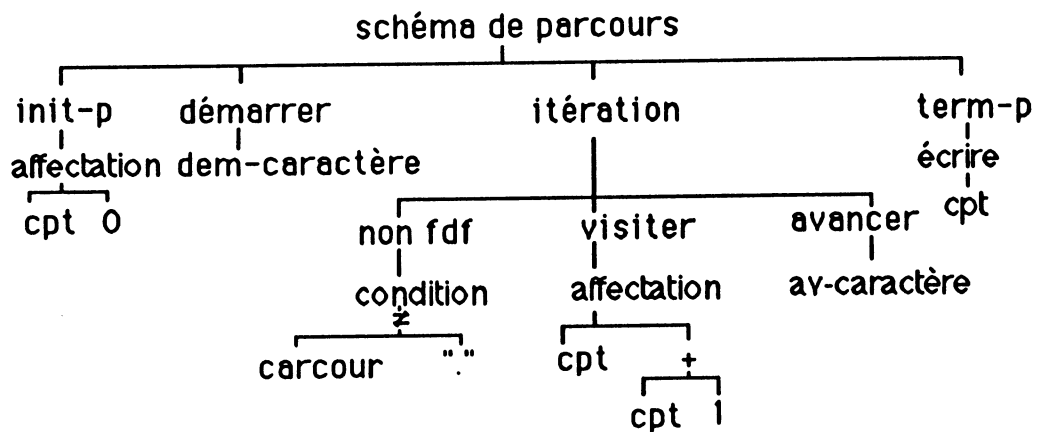 schéma de parcours
init-p démarrer itération term-p
affectation dem-caractère écrire
cpt 0 cpt
non fdf visiter avancer
condition affectation av-caractère
≠
carcour "." cpt +
cpt 1